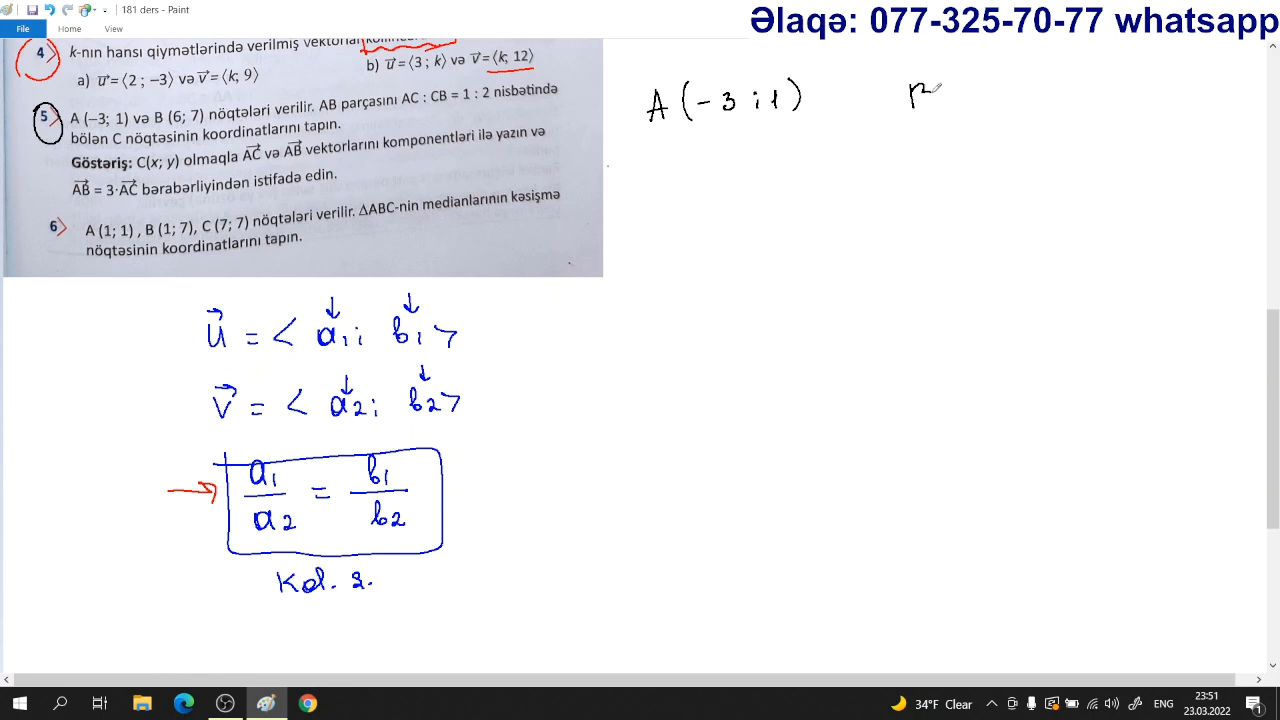 181 ders - Paint
Əlaqə: 077-325-70-77 whatsapp
File Home View
4 k-nın hansı qiymətlərində verilmiş vektorlar
a) u = ⟨2 ; −3⟩ və v = ⟨k; 9⟩ b) u = ⟨3 ; k⟩ və v = ⟨k; 12⟩
5 A (−3; 1) və B (6; 7) nöqtələri verilir. AB parçasını AC : CB = 1 : 2 nisbətində
bölən C nöqtəsinin koordinatlarını tapın.
Göstəriş: C(x; y) olmaqla AC və AB vektorlarını komponentləri ilə yazın və
AB = 3·AC bərabərliyindən istifadə edin.
6 A (1; 1) , B (1; 7), C (7; 7) nöqtələri verilir. ΔABC-nin medianlarının kəsişmə
nöqtəsinin koordinatlarını tapın.
A (-3 ; 1)
u = < a1; b1 >
v = < a2; b2 >
a1/a2 = b1/b2
Kol. ş.
34°F Clear
ENG
23:51
23.03.2022
1